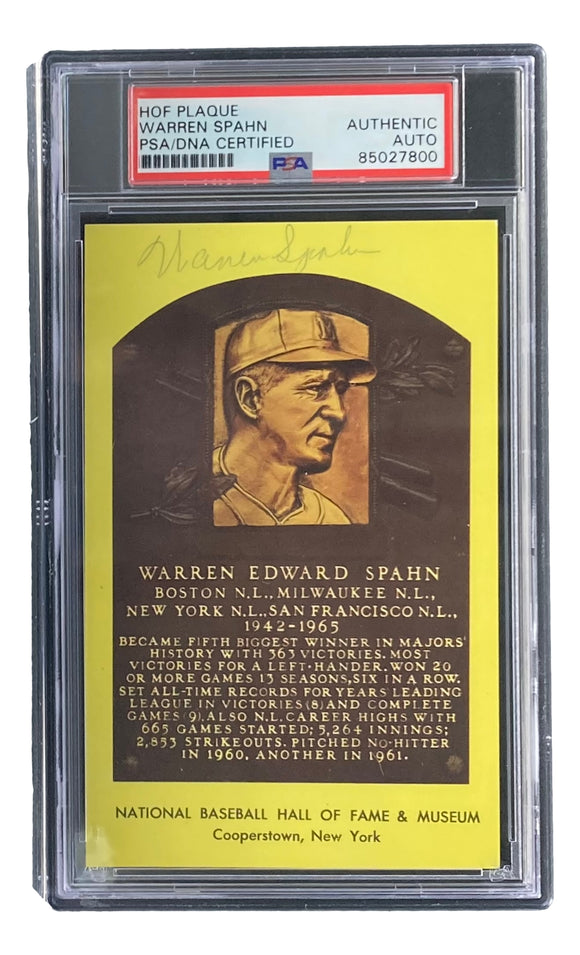 HOF PLAQUE
WARREN SPAHN
PSA/DNA CERTIFIED
AUTHENTIC
AUTO
85027800
PSA
Warren Spahn
WARREN EDWARD SPAHN
BOSTON N.L., MILWAUKEE N.L.,
NEW YORK N.L., SAN FRANCISCO N.L.,
1942-1965
BECAME FIFTH BIGGEST WINNER IN MAJORS'
HISTORY WITH 363 VICTORIES. MOST
VICTORIES FOR A LEFT-HANDER. WON 20
OR MORE GAMES 13 SEASONS, SIX IN A ROW.
SET ALL-TIME RECORDS FOR YEARS LEADING
LEAGUE IN VICTORIES (8) AND COMPLETE
GAMES (9). ALSO N.L. CAREER HIGHS WITH
665 GAMES STARTED; 5,264 INNINGS;
2,853 STRIKEOUTS. PITCHED NO-HITTER
IN 1960, ANOTHER IN 1961.
NATIONAL BASEBALL HALL OF FAME & MUSEUM
Cooperstown, New York